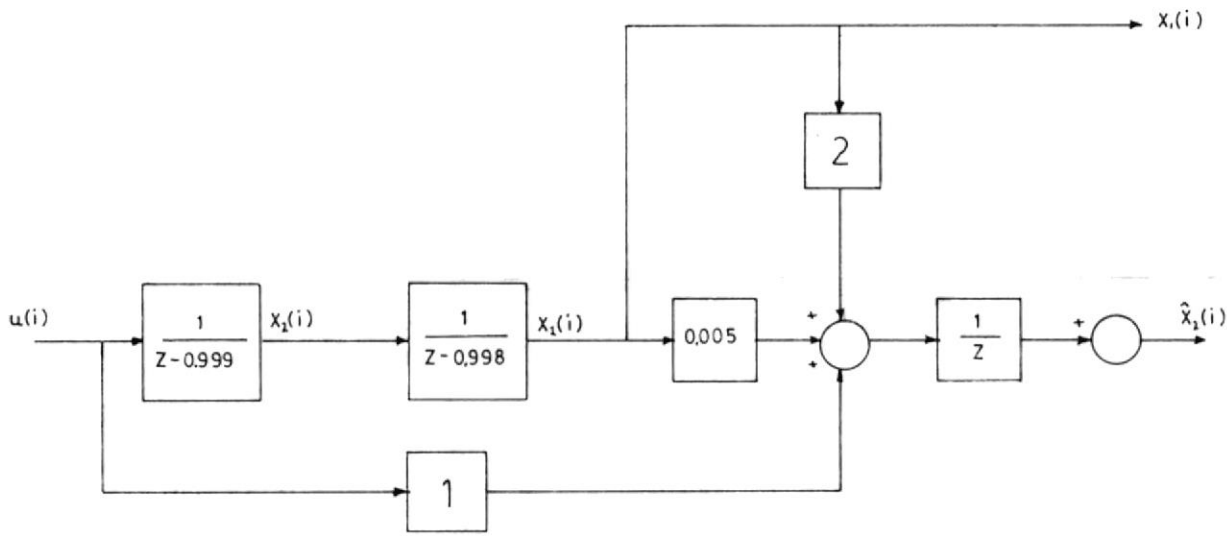 X₁(i)
2
u(i)
1
Z-0.999
X₂(i)
1
Z-0,998
X₁(i)
0,005
+
+
1
Z
+
x̂₂(i)
1